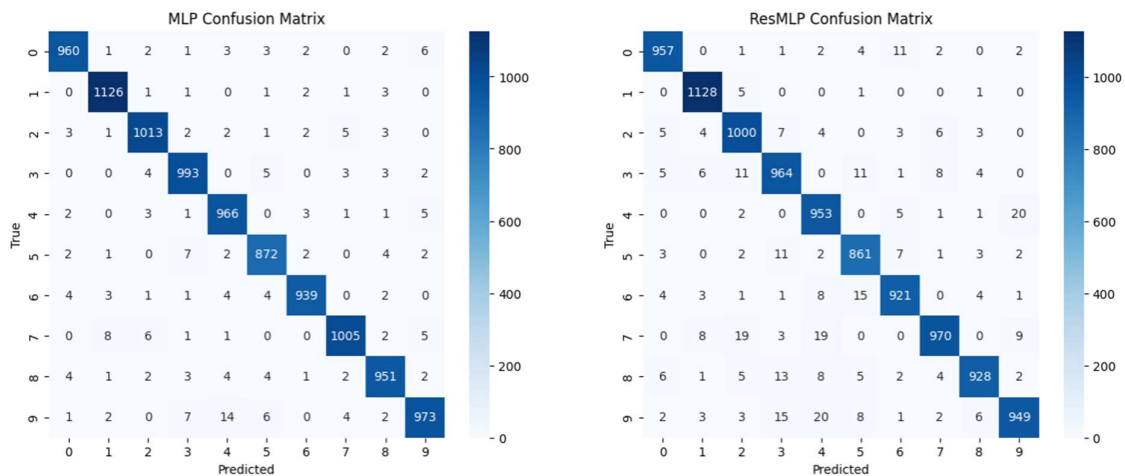 MLP Confusion Matrix
0 960 1 2 1 3 3 2 0 2 6
1 0 1126 1 1 0 1 2 1 3 0
2 3 1 1013 2 2 1 2 5 3 0
3 0 0 4 993 0 5 0 3 3 2
4 2 0 3 1 966 0 3 1 1 5
5 2 1 0 7 2 872 2 0 4 2
6 4 3 1 1 4 4 939 0 2 0
7 0 8 6 1 1 0 0 1005 2 5
8 4 1 2 3 4 4 1 2 951 2
9 1 2 0 7 14 6 0 4 2 973
0 1 2 3 4 5 6 7 8 9
True
Predicted
1000
800
600
400
200
0
ResMLP Confusion Matrix
0 957 0 1 1 2 4 11 2 0 2
1 0 1128 5 0 0 1 0 0 1 0
2 5 4 1000 7 4 0 3 6 3 0
3 5 6 11 964 0 11 1 8 4 0
4 0 0 2 0 953 0 5 1 1 20
5 3 0 2 11 2 861 7 1 3 2
6 4 3 1 1 8 15 921 0 4 1
7 0 8 19 3 19 0 0 970 0 9
8 6 1 5 13 8 5 2 4 928 2
9 2 3 3 15 20 8 1 2 6 949
0 1 2 3 4 5 6 7 8 9
True
Predicted
1000
800
600
400
200
0